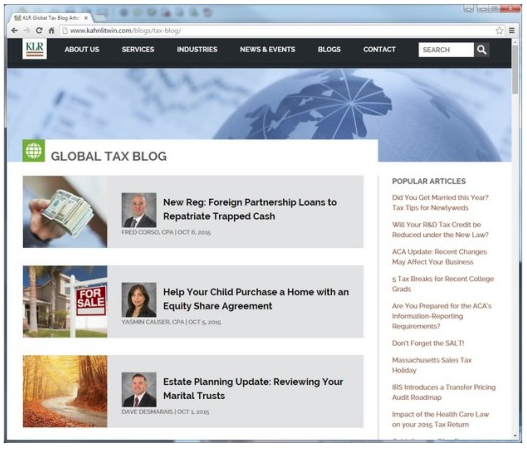 KLR Global Tax Blog Artic
www.kahnlitwin.com/blogs/tax-blog/
KLR
ABOUT US SERVICES INDUSTRIES NEWS & EVENTS BLOGS CONTACT SEARCH
GLOBAL TAX BLOG
New Reg: Foreign Partnership Loans to
Repatriate Trapped Cash
FRED CORSO, CPA | OCT 6, 2015
FOR
SALE
Help Your Child Purchase a Home with an
Equity Share Agreement
YASMIN CAUSER, CPA | OCT 5, 2015
Estate Planning Update: Reviewing Your
Marital Trusts
DAVE DESMARAIS | OCT 1, 2015
POPULAR ARTICLES
Did You Get Married this Year?
Tax Tips for Newlyweds
Will Your R&D Tax Credit be
Reduced under the New Law?
ACA Update: Recent Changes
May Affect Your Business
5 Tax Breaks for Recent College
Grads
Are You Prepared for the ACA's
Information-Reporting
Requirements?
Don't Forget the SALT!
Massachusetts Sales Tax
Holiday
IRS Introduces a Transfer Pricing
Audit Roadmap
Impact of the Health Care Law
on your 2015 Tax Return